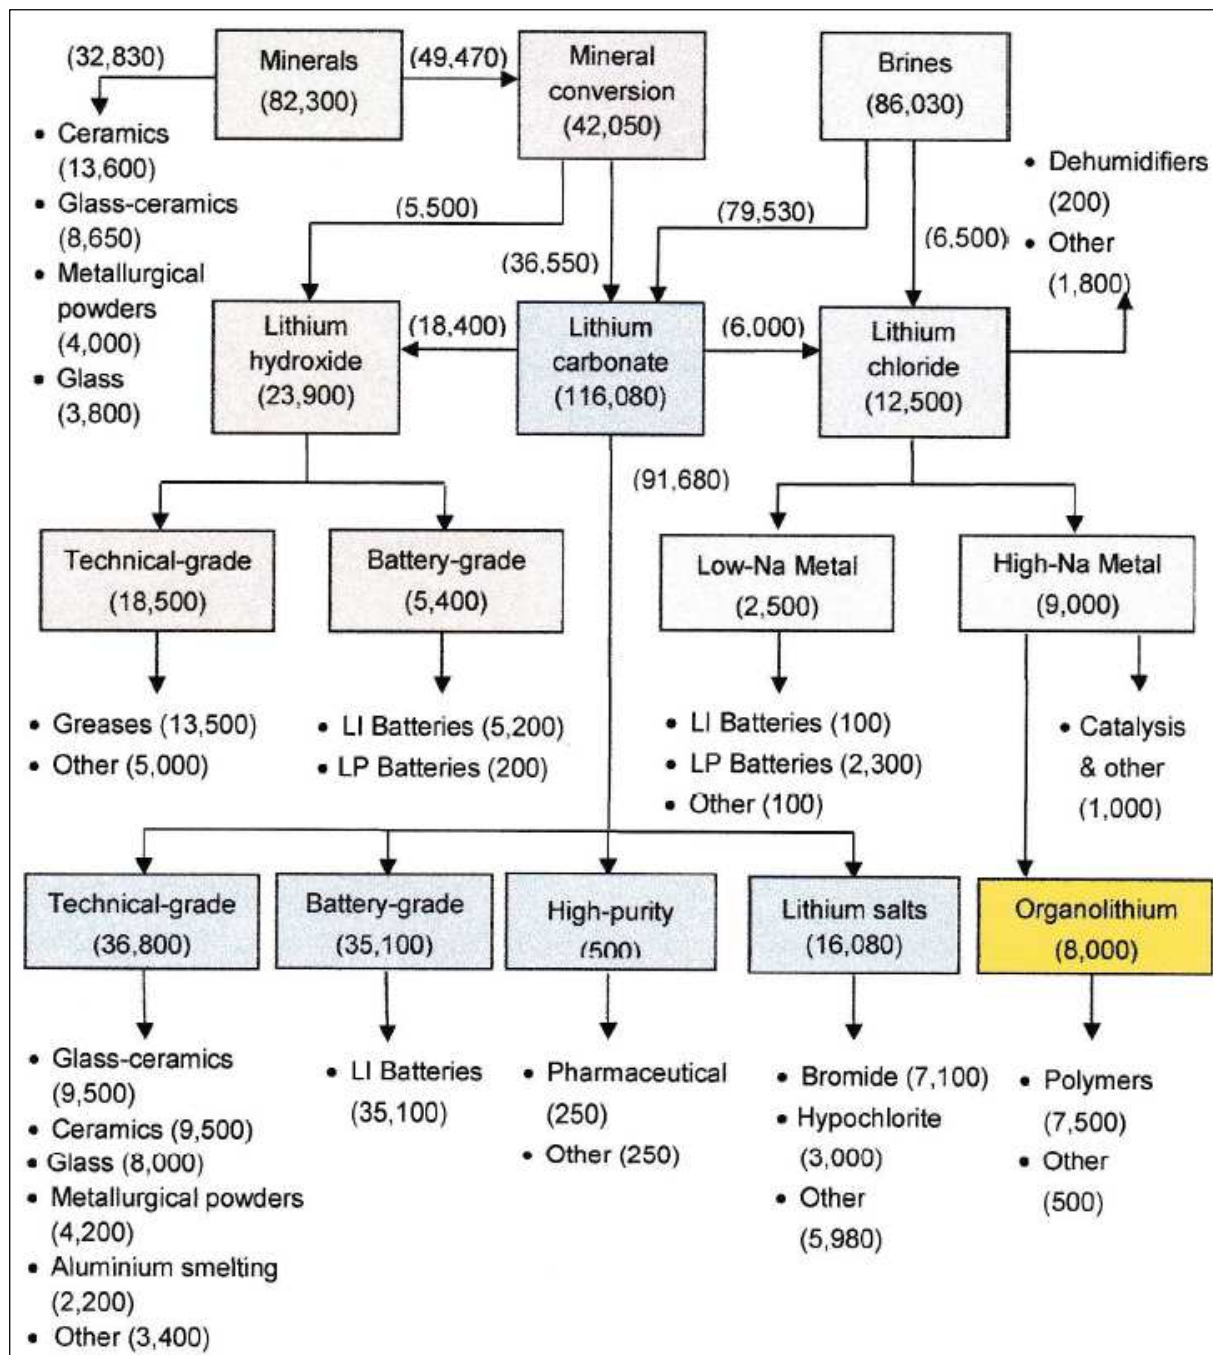 (32,830)
Minerals
(82,300)
(49,470)
Mineral
conversion
(42,050)
Brines
(86,030)
• Ceramics
(13,600)
• Glass-ceramics
(8,650)
• Metallurgical
powders
(4,000)
• Glass
(3,800)
(5,500)
(36,550)
(79,530)
(6,500)
• Dehumidifiers
(200)
• Other
(1,800)
Lithium
hydroxide
(23,900)
(18,400)
Lithium
carbonate
(116,080)
(6,000)
Lithium
chloride
(12,500)
(91,680)
Technical-grade
(18,500)
Battery-grade
(5,400)
Low-Na Metal
(2,500)
High-Na Metal
(9,000)
• Greases (13,500)
• Other (5,000)
• LI Batteries (5,200)
• LP Batteries (200)
• LI Batteries (100)
• LP Batteries (2,300)
• Other (100)
• Catalysis
& other
(1,000)
Technical-grade
(36,800)
Battery-grade
(35,100)
High-purity
(500)
Lithium salts
(16,080)
Organolithium
(8,000)
• Glass-ceramics
(9,500)
• Ceramics (9,500)
• Glass (8,000)
• Metallurgical powders
(4,200)
• Aluminium smelting
(2,200)
• Other (3,400)
• LI Batteries
(35,100)
• Pharmaceutical
(250)
• Other (250)
• Bromide (7,100)
• Hypochlorite
(3,000)
• Other
(5,980)
• Polymers
(7,500)
• Other
(500)